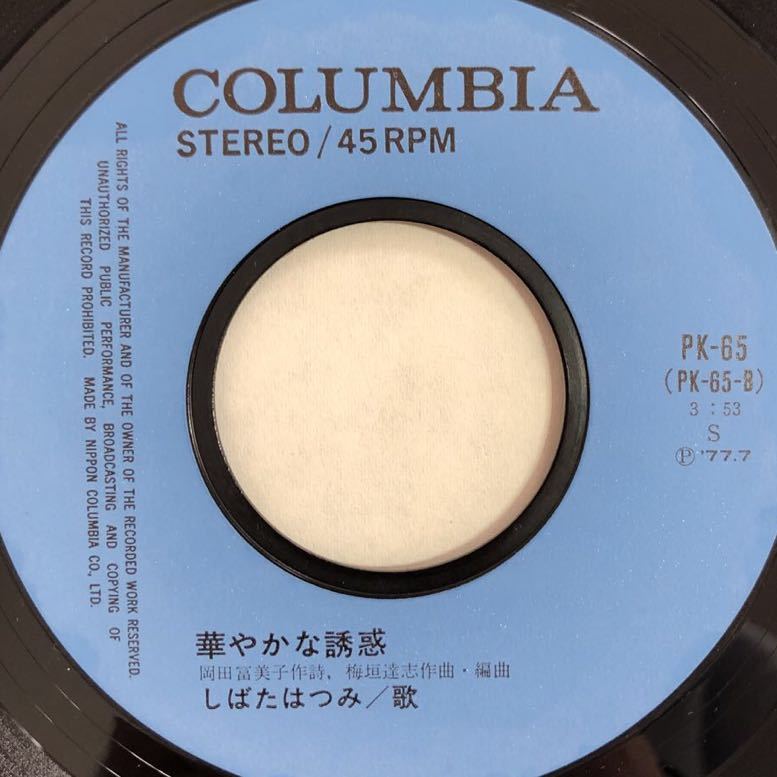 COLUMBIA
STEREO / 45 RPM
ALL RIGHTS OF THE MANUFACTURER AND OF THE OWNER OF THE RECORDED WORK RESERVED.
UNAUTHORIZED PUBLIC PERFORMANCE, BROADCASTING AND COPYING OF
THIS RECORD PROHIBITED. MADE BY NIPPON COLUMBIA CO., LTD.
PK-65
(PK-65-B)
3:53
S
Ⓟ'77.7
華やかな誘惑
岡田冨美子作詩、梅垣達志作曲・編曲
しばたはつみ/歌